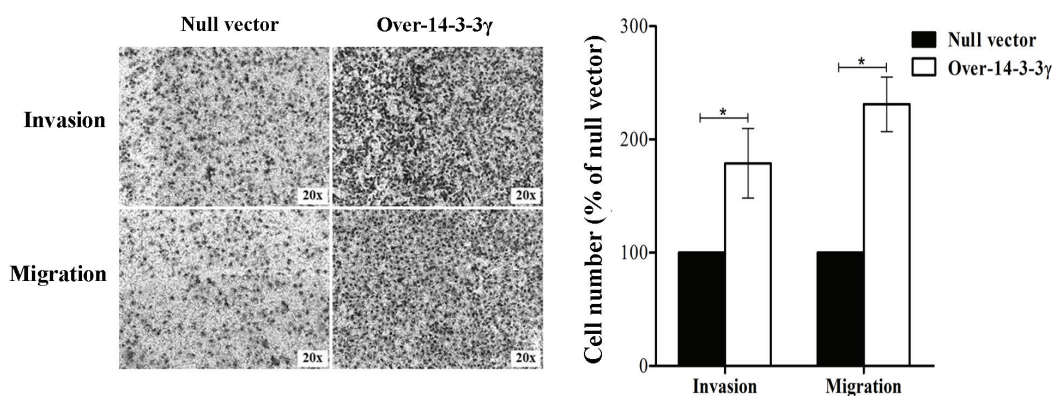 Null vector
Over-14-3-3γ
Invasion
20x
20x
Migration
20x
20x
Cell number (% of null vector)
300
200
100
0
*
*
Null vector
Over-14-3-3γ
Invasion
Migration